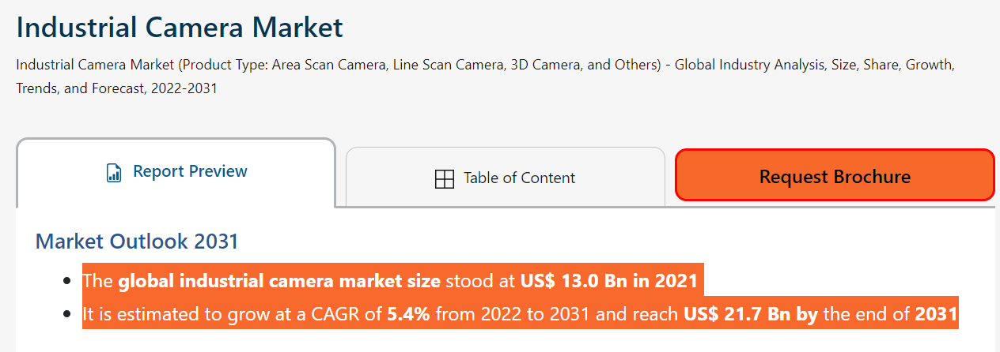 Industrial Camera Market
Industrial Camera Market (Product Type: Area Scan Camera, Line Scan Camera, 3D Camera, and Others) - Global Industry Analysis, Size, Share, Growth,
Trends, and Forecast, 2022-2031
Report Preview
Table of Content
Request Brochure
Market Outlook 2031
The global industrial camera market size stood at US$ 13.0 Bn in 2021
It is estimated to grow at a CAGR of 5.4% from 2022 to 2031 and reach US$ 21.7 Bn by the end of 2031